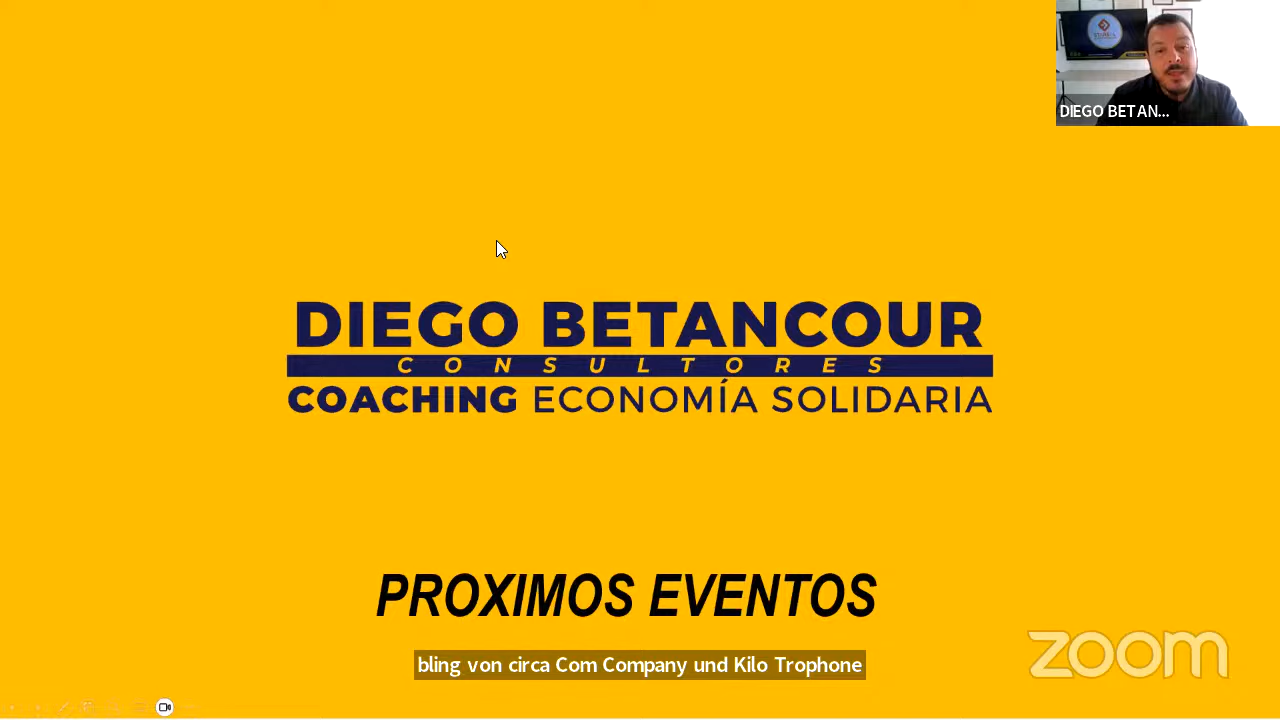 DIEGO BETAN...
DIEGO BETANCOUR
CONSULTORES
COACHING ECONOMÍA SOLIDARIA
PROXIMOS EVENTOS
bling von circa Com Company und Kilo Trophone
zoom